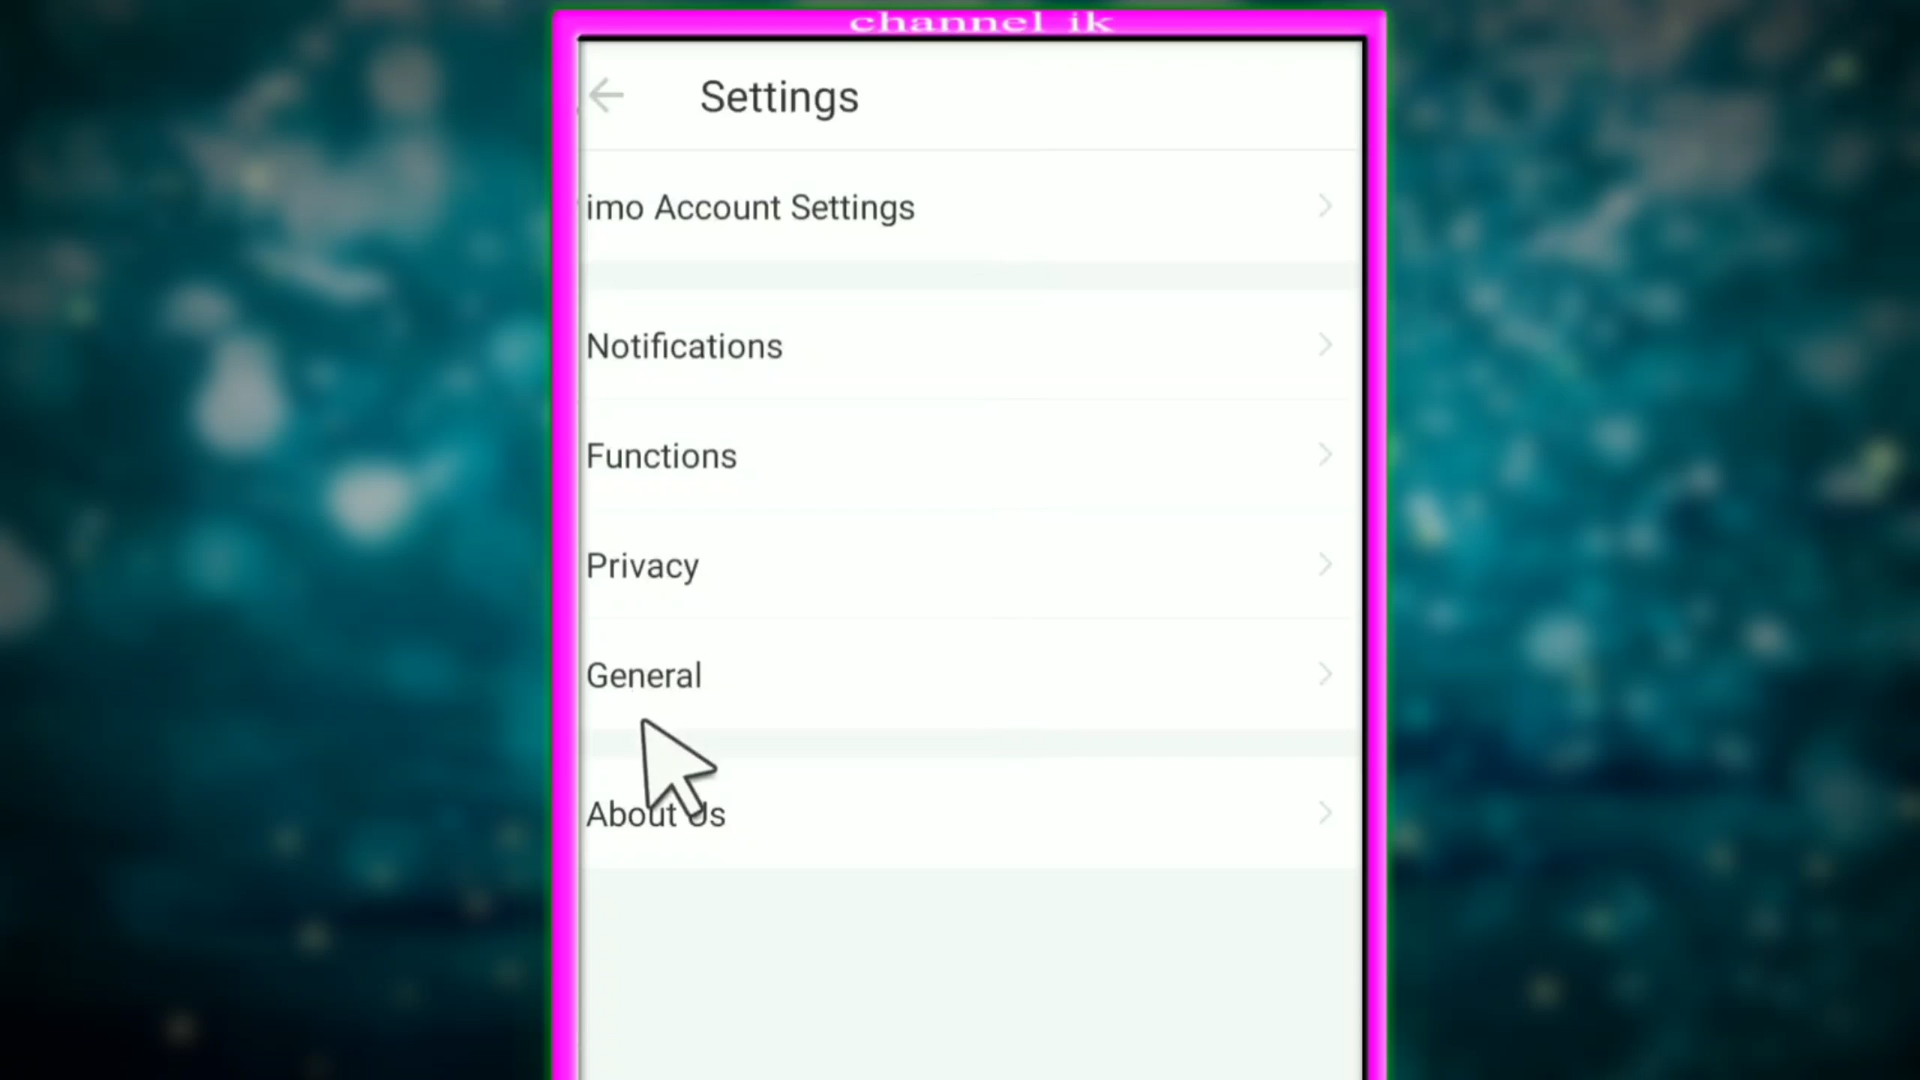 channel ik
Settings
imo Account Settings
Notifications
Functions
Privacy
General
About Us